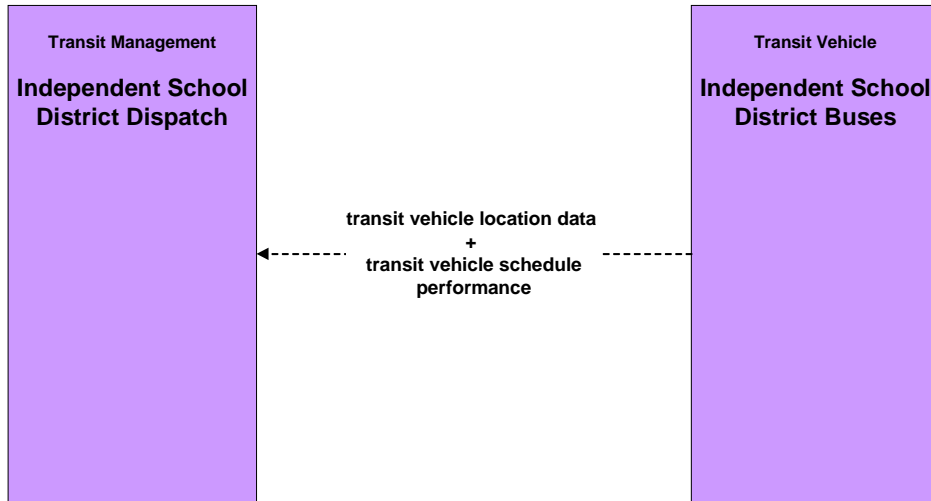 Transit Management
Independent School
District Dispatch
Transit Vehicle
Independent School
District Buses
transit vehicle location data
+
transit vehicle schedule
performance